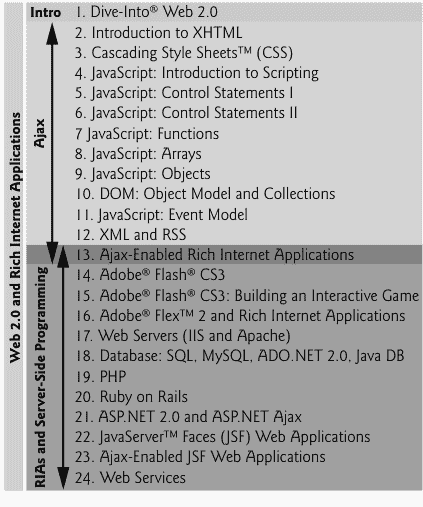 Web 2.0 and Rich Internet Applications
Intro
1. Dive-Into® Web 2.0
Ajax
2. Introduction to XHTML
3. Cascading Style Sheets™ (CSS)
4. JavaScript: Introduction to Scripting
5. JavaScript: Control Statements I
6. JavaScript: Control Statements II
7 JavaScript: Functions
8. JavaScript: Arrays
9. JavaScript: Objects
10. DOM: Object Model and Collections
11. JavaScript: Event Model
12. XML and RSS
13. Ajax-Enabled Rich Internet Applications
RIAs and Server-Side Programming
14. Adobe® Flash® CS3
15. Adobe® Flash® CS3: Building an Interactive Game
16. Adobe® Flex™ 2 and Rich Internet Applications
17. Web Servers (IIS and Apache)
18. Database: SQL, MySQL, ADO.NET 2.0, Java DB
19. PHP
20. Ruby on Rails
21. ASP.NET 2.0 and ASP.NET Ajax
22. JavaServer™ Faces (JSF) Web Applications
23. Ajax-Enabled JSF Web Applications
24. Web Services